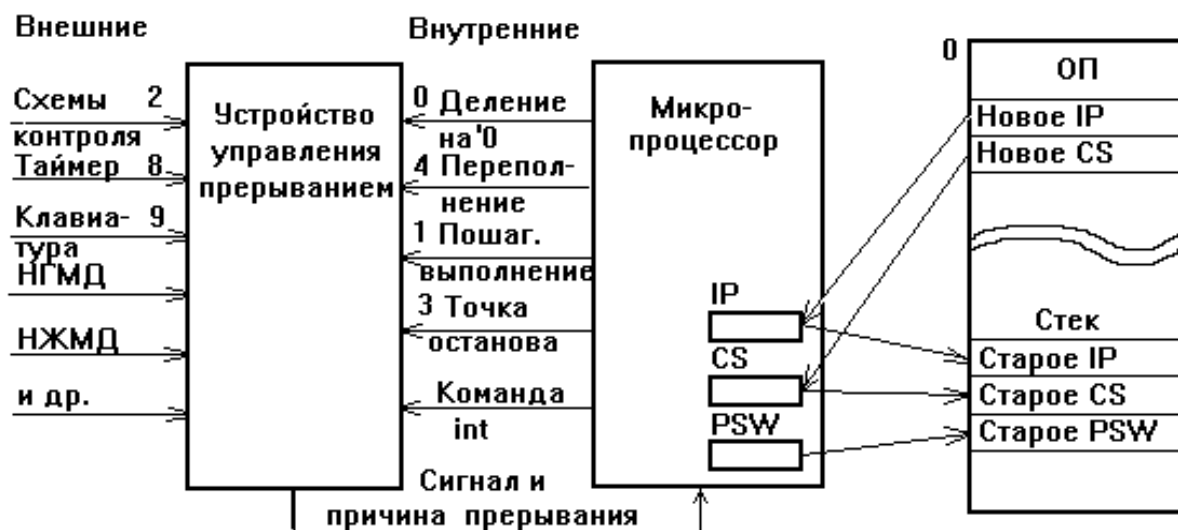 Внешние
Схемы 2
контроля
Таймер 8
Клавиа- 9
тура
НГМД
НЖМД
и др.
Устройство
управления
прерыванием
Внутренние
0 Деление
на'0
4 Перепол-
нение
1 Пошаг.
выполнение
3 Точка
останова
Команда
int
Сигнал и
причина прерывания
Микро-
процессор
IP
CS
PSW
0
ОП
Новое IP
Новое CS
Стек
Старое IP
Старое CS
Старое PSW